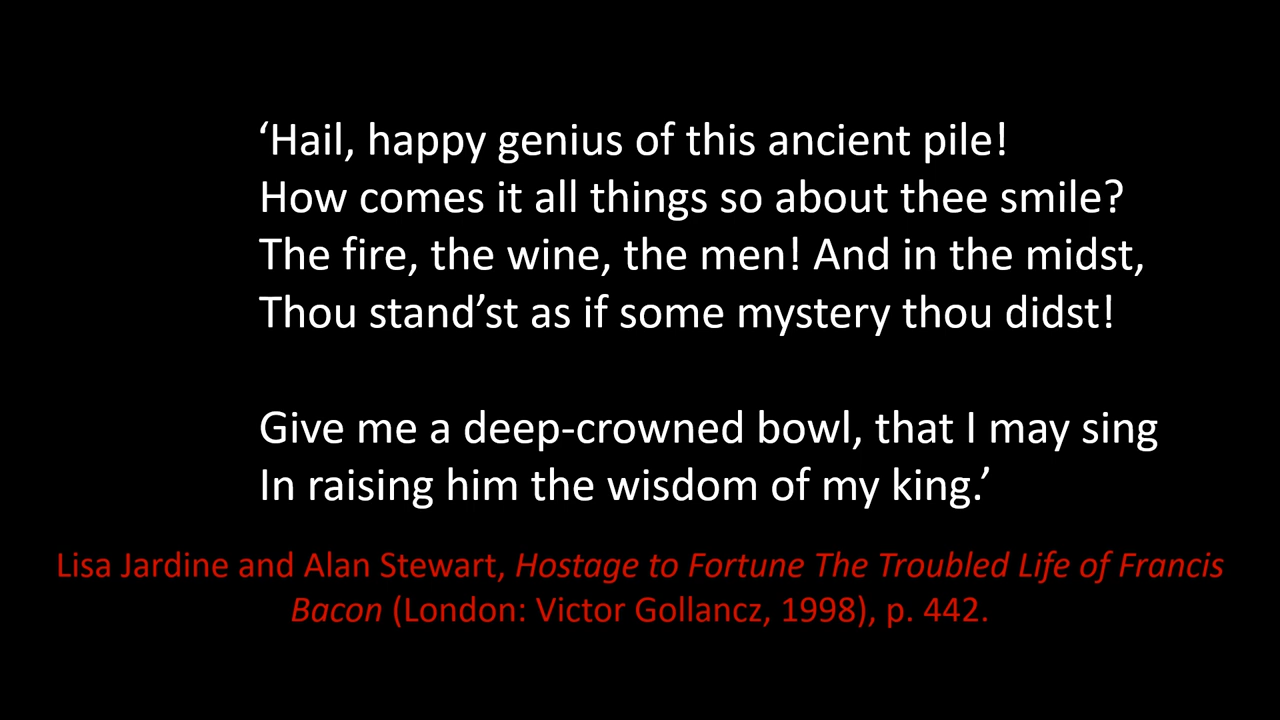 ‘Hail, happy genius of this ancient pile!
How comes it all things so about thee smile?
The fire, the wine, the men! And in the midst,
Thou stand’st as if some mystery thou didst!
Give me a deep-crowned bowl, that I may sing
In raising him the wisdom of my king.’
Lisa Jardine and Alan Stewart, Hostage to Fortune The Troubled Life of Francis
Bacon (London: Victor Gollancz, 1998), p. 442.